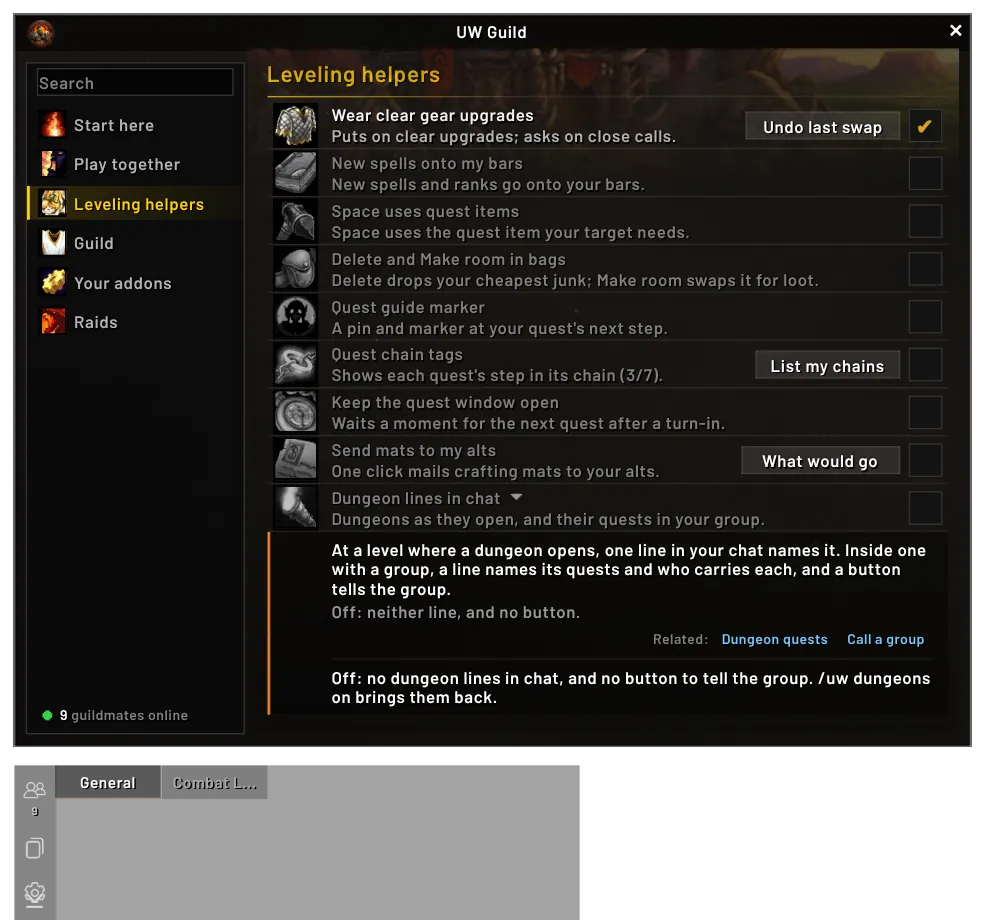 UW Guild
Search
Start here
Play together
Leveling helpers
Guild
Your addons
Raids
9 guildmates online
Leveling helpers
Wear clear gear upgrades
Puts on clear upgrades; asks on close calls.
Undo last swap
New spells onto my bars
New spells and ranks go onto your bars.
Space uses quest items
Space uses the quest item your target needs.
Delete and Make room in bags
Delete drops your cheapest junk; Make room swaps it for loot.
Quest guide marker
A pin and marker at your quest's next step.
Quest chain tags
Shows each quest's step in its chain (3/7).
List my chains
Keep the quest window open
Waits a moment for the next quest after a turn-in.
Send mats to my alts
One click mails crafting mats to your alts.
What would go
Dungeon lines in chat
Dungeons as they open, and their quests in your group.
At a level where a dungeon opens, one line in your chat names it. Inside one
with a group, a line names its quests and who carries each, and a button
tells the group.
Off: neither line, and no button.
Related: Dungeon quests Call a group
Off: no dungeon lines in chat, and no button to tell the group. /uw dungeons
on brings them back.
General
Combat L...
9